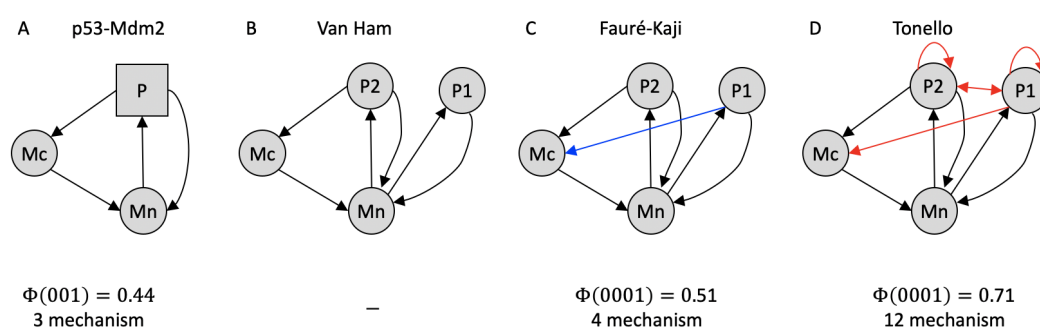 A p53-Mdm2
P
Mc
Mn
Φ(001) = 0.44
3 mechanism
B Van Ham
P2
P1
Mc
Mn
–
C Fauré-Kaji
P2
P1
Mc
Mn
Φ(0001) = 0.51
4 mechanism
D Tonello
P2
P1
Mc
Mn
Φ(0001) = 0.71
12 mechanism